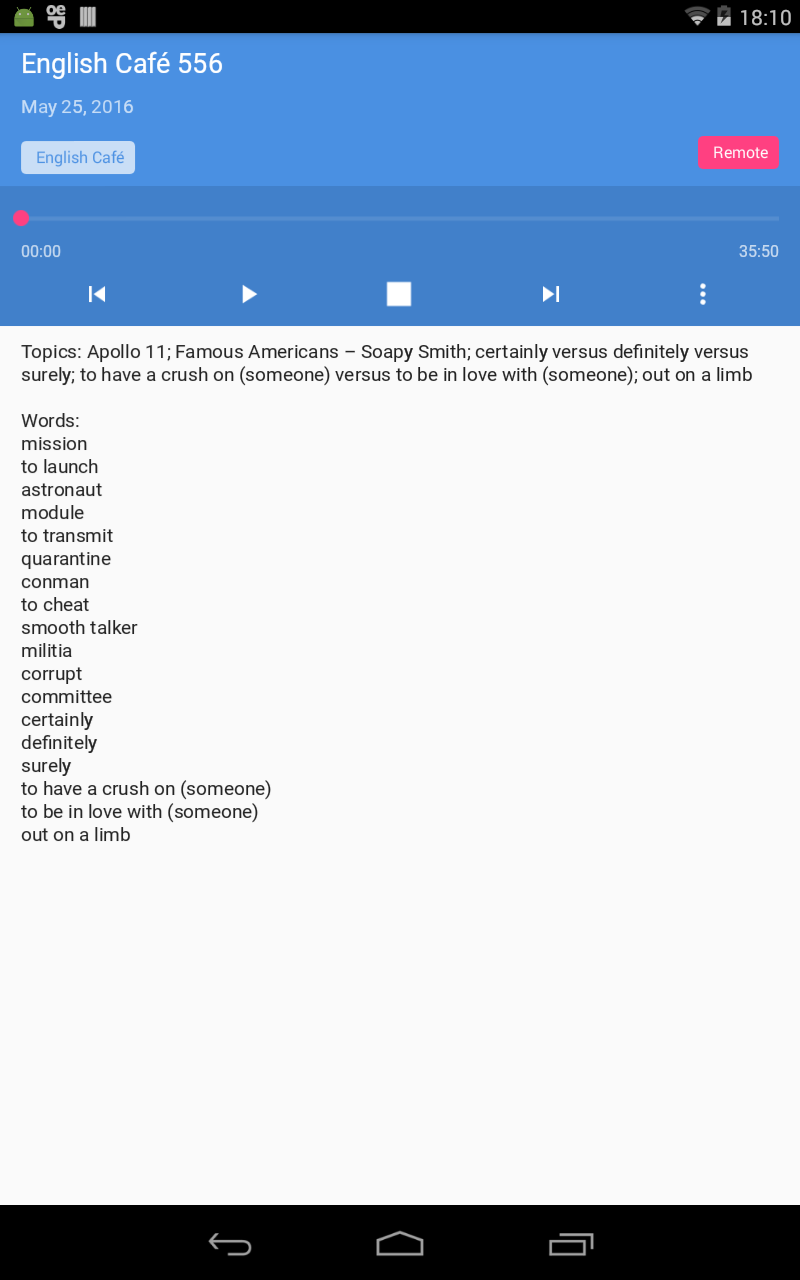 18:10
English Café 556
May 25, 2016
English Café
Remote
00:00
35:50
Topics: Apollo 11; Famous Americans – Soapy Smith; certainly versus definitely versus
surely; to have a crush on (someone) versus to be in love with (someone); out on a limb
Words:
mission
to launch
astronaut
module
to transmit
quarantine
conman
to cheat
smooth talker
militia
corrupt
committee
certainly
definitely
surely
to have a crush on (someone)
to be in love with (someone)
out on a limb